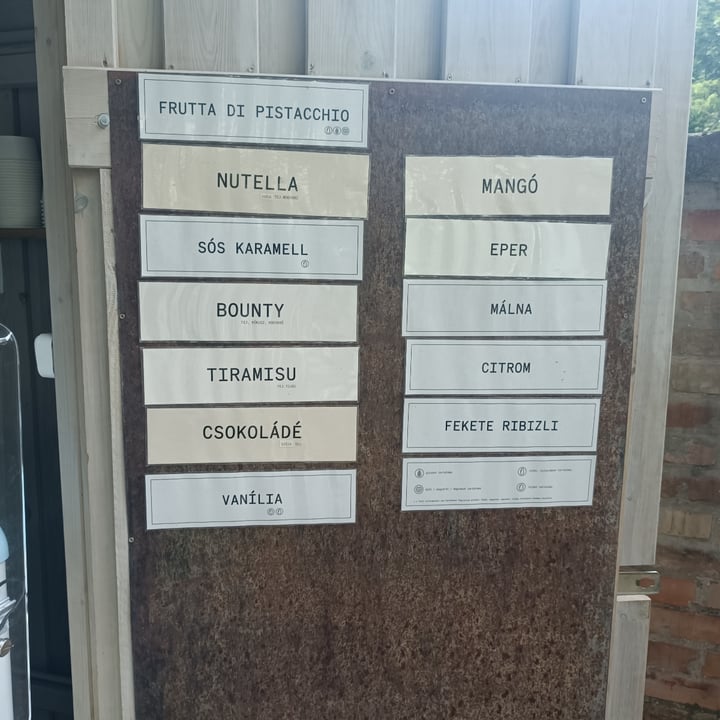 FRUTTA DI PISTACCHIO
NUTELLA
SÓS KARAMELL
BOUNTY
TIRAMISU
CSOKOLÁDÉ
VANÍLIA
MANGÓ
EPER
MÁLNA
CITROM
FEKETE RIBIZLI